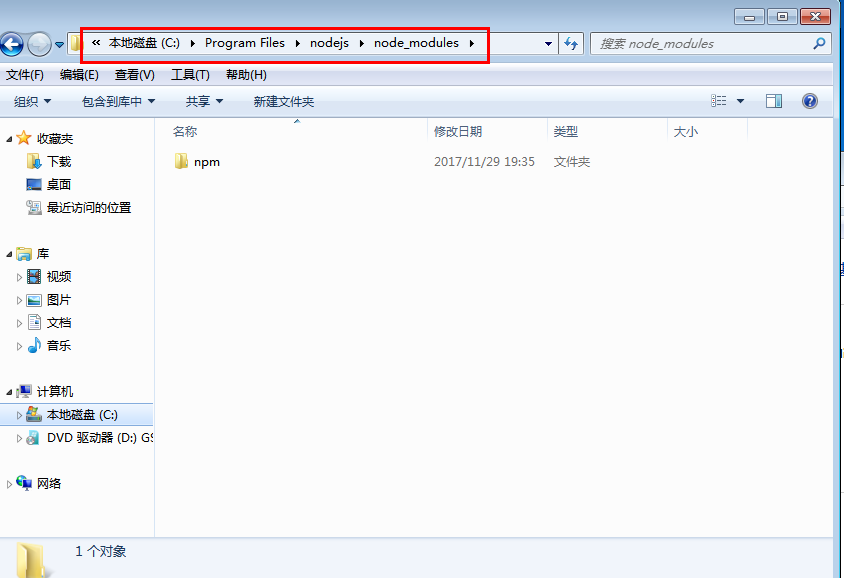 « 本地磁盘 (C:) Program Files nodejs node_modules 搜索 node_modules
文件(F) 编辑(E) 查看(V) 工具(T) 帮助(H)
组织 包含到库中 共享 新建文件夹
名称 修改日期 类型 大小
npm 2017/11/29 19:35 文件夹
收藏夹
下载
桌面
最近访问的位置
库
视频
图片
文档
音乐
计算机
本地磁盘 (C:)
DVD 驱动器 (D:)
网络
1 个对象